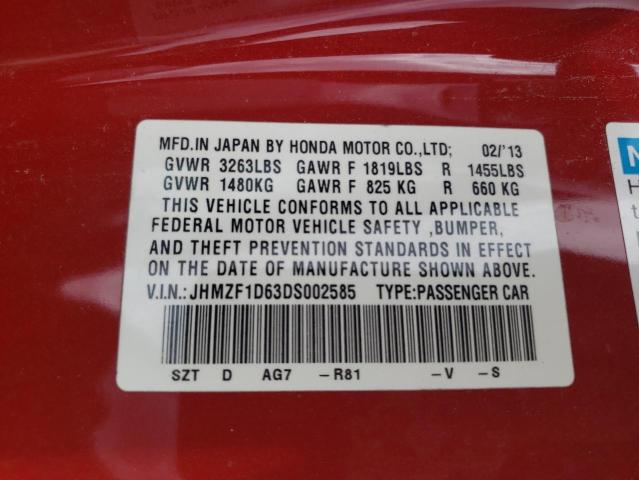 MFD.IN JAPAN BY HONDA MOTOR CO.,LTD; 02/'13
GVWR 3263LBS GAWR F 1819LBS R 1455LBS
GVWR 1480KG GAWR F 825 KG R 660 KG
THIS VEHICLE CONFORMS TO ALL APPLICABLE
FEDERAL MOTOR VEHICLE SAFETY ,BUMPER,
AND THEFT PREVENTION STANDARDS IN EFFECT
ON THE DATE OF MANUFACTURE SHOWN ABOVE.
V.I.N.:JHMZF1D63DS002585 TYPE:PASSENGER CAR
SZT D AG7 -R81 -V -S